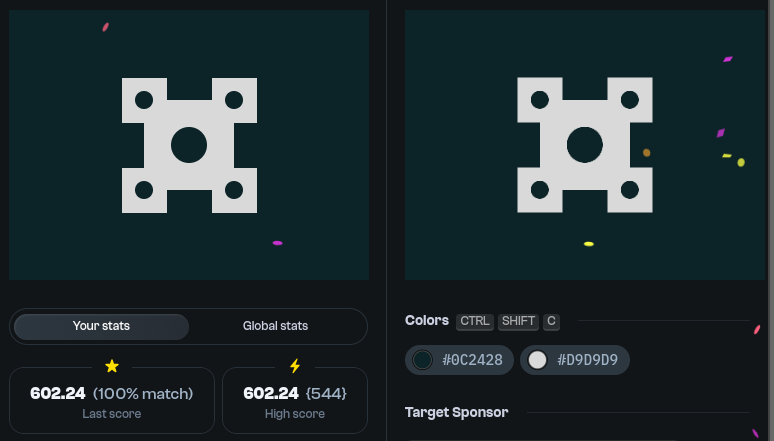 Your stats
Global stats
602.24 (100% match)
Last score
602.24 {544}
High score
Colors CTRL SHIFT C
#0C2428 #D9D9D9
Target Sponsor